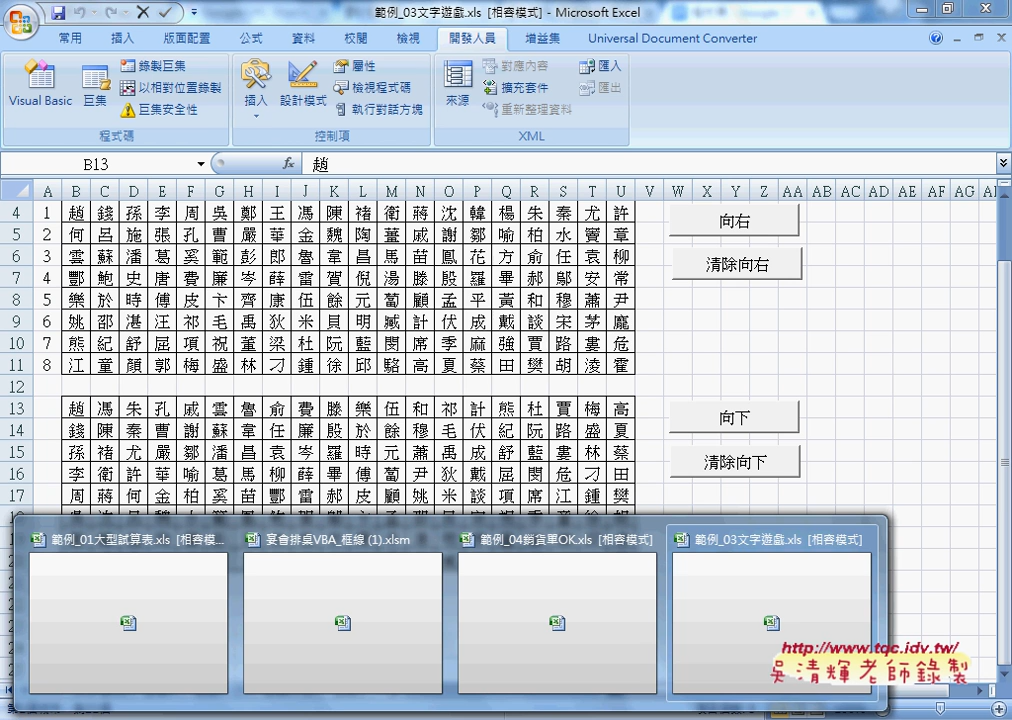 範例_03文字遊戲.xls [相容模式] - Microsoft Excel
常用 插入 版面配置 公式 資料 校閱 檢視 開發人員 增益集 Universal Document Converter
Visual Basic 巨集 錄製巨集 以相對位置錄製 巨集安全性 程式碼
插入 設計模式 屬性 檢視程式碼 執行對話方塊 控制項
來源 對應內容 擴充套件 重新整理資料 匯入 匯出 XML
B13 fx 趙
A B C D E F G H I J K L M N O P Q R S T U V W X Y Z AA AB AC AD AE AF AG
4 1 趙 錢 孫 李 周 吳 鄭 王 馮 陳 褚 衛 蔣 沈 韓 楊 朱 秦 尤 許
5 2 何 呂 施 張 孔 曹 嚴 華 金 魏 陶 薑 戚 謝 鄒 喻 柏 水 竇 章
6 3 雲 蘇 潘 葛 奚 範 彭 郎 魯 韋 昌 馬 苗 鳳 花 方 俞 任 袁 柳
7 4 酆 鮑 史 唐 費 廉 岑 薛 雷 賀 倪 湯 滕 殷 羅 畢 郝 鄔 安 常
8 5 樂 於 時 傅 皮 卞 齊 康 伍 餘 元 蔔 顧 孟 平 黃 和 穆 蕭 尹
9 6 姚 邵 湛 汪 祁 毛 禹 狄 米 貝 明 臧 計 伏 成 戴 談 宋 茅 龐
10 7 熊 紀 舒 屈 項 祝 董 梁 杜 阮 藍 閔 席 季 麻 強 賈 路 婁 危
11 8 江 童 顏 郭 梅 盛 林 刁 鍾 徐 邱 駱 高 夏 蔡 田 樊 胡 淩 霍
12
13 趙 馮 朱 孔 戚 雲 魯 俞 費 滕 樂 伍 和 祁 計 熊 杜 賈 梅 高
14 錢 陳 秦 曹 謝 蘇 韋 任 廉 殷 於 餘 穆 毛 伏 紀 阮 路 盛 夏
15 孫 褚 尤 嚴 鄒 潘 昌 袁 岑 羅 時 元 蕭 禹 成 舒 藍 婁 林 蔡
16 李 衛 許 華 喻 葛 馬 柳 薛 畢 傅 蔔 尹 狄 戴 屈 閔 危 刁 田
17 周 蔣 何 金 柏 奚 苗 酆 雷 郝 皮 顧 姚 米 談 項 席 江 鍾 樊
向右
清除向右
向下
清除向下
範例_01大型試算表.xls [相容模... 宴會排桌VBA_框線 (1).xlsm 範例_04銷貨單OK.xls [相容模式] 範例_03文字遊戲.xls [相容模式]
http://www.tqc.idv.tw/
吳清輝老師錄製